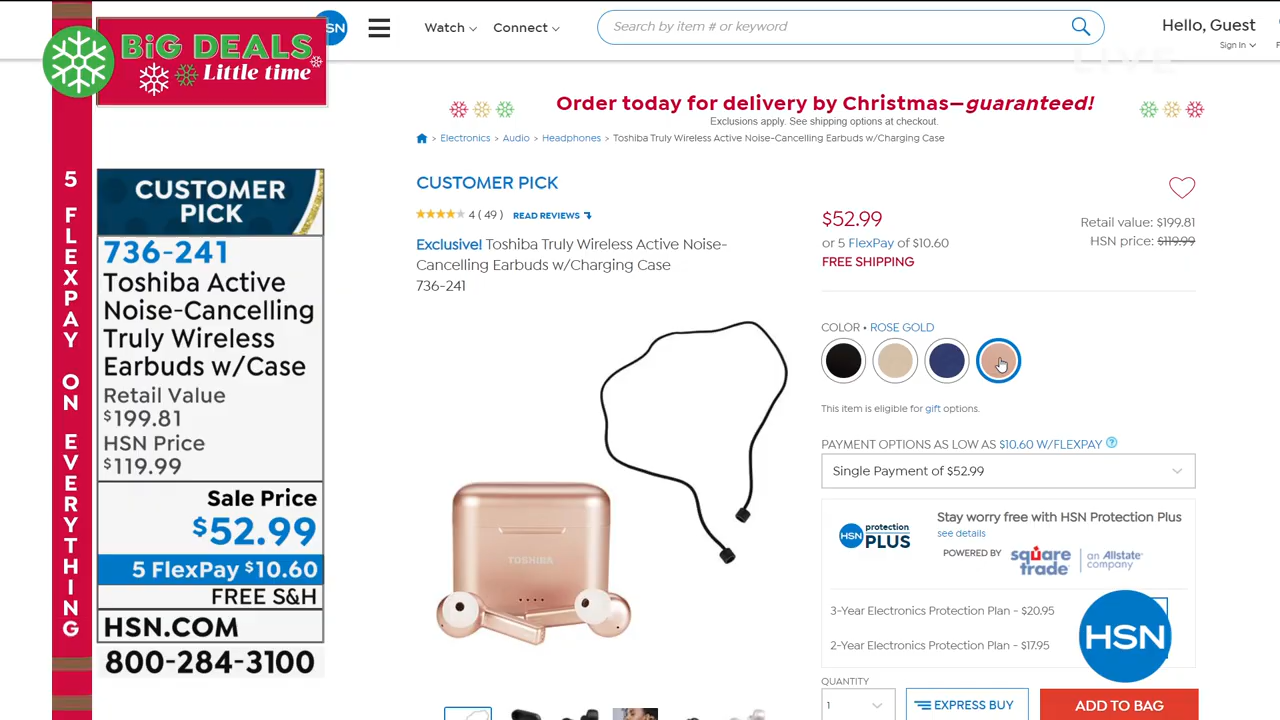 BiG DEALS
Little time
HSN
Watch
Connect
Search by item # or keyword
Hello, Guest
Sign In
LIVE
Order today for delivery by Christmas—guaranteed!
Exclusions apply. See shipping options at checkout.
> Electronics > Audio > Headphones > Toshiba Truly Wireless Active Noise-Cancelling Earbuds w/Charging Case
5 FLEXPAY ON EVERYTHING
CUSTOMER
PICK
736-241
Toshiba Active
Noise-Cancelling
Truly Wireless
Earbuds w/Case
Retail Value
$199.81
HSN Price
$119.99
Sale Price
$52.99
5 FlexPay $10.60
FREE S&H
HSN.COM
800-284-3100
CUSTOMER PICK
4 ( 49 ) READ REVIEWS
Exclusive! Toshiba Truly Wireless Active Noise-
Cancelling Earbuds w/Charging Case
736-241
TOSHIBA
$52.99
or 5 FlexPay of $10.60
FREE SHIPPING
Retail value: $199.81
HSN price: $119.99
COLOR • ROSE GOLD
This item is eligible for gift options.
PAYMENT OPTIONS AS LOW AS $10.60 W/FLEXPAY ?
Single Payment of $52.99
HSN protection PLUS
Stay worry free with HSN Protection Plus
see details
POWERED BY square trade an Allstate company
3-Year Electronics Protection Plan - $20.95
2-Year Electronics Protection Plan - $17.95
HSN
QUANTITY
1
EXPRESS BUY
ADD TO BAG